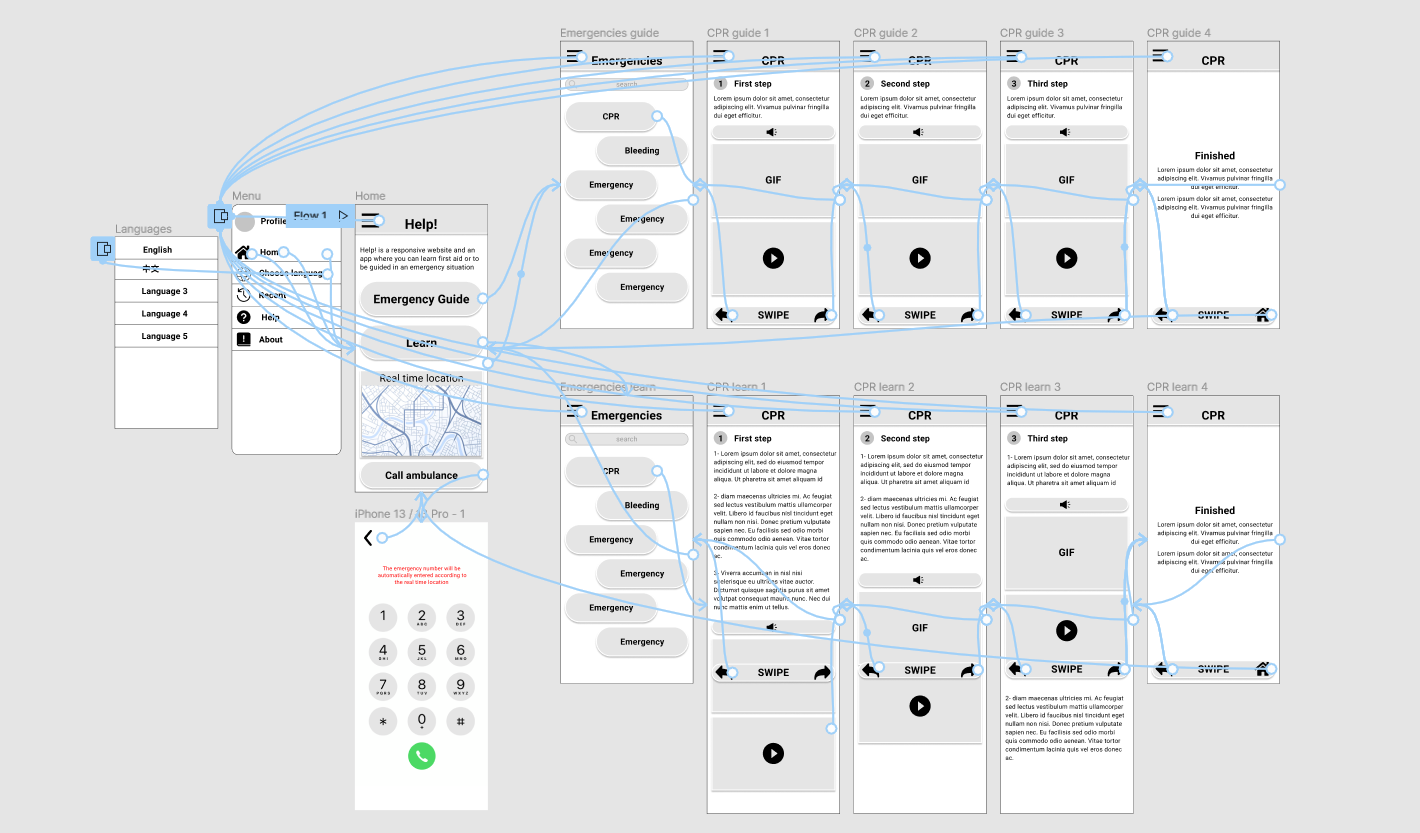 Languages
English
中文
Language 3
Language 4
Language 5
Menu
Profile
Home
Choose language
Recent
Help
About
Flow 1
Home
Help!
Help! is a responsive website and an
app where you can learn first aid or to
be guided in an emergency situation
Emergency Guide
Learn
Real time location
Call ambulance
iPhone 13 / 13 Pro - 1
The emergency number will be
automatically entered according to
the real time location
1 2 3
ABC DEF
4 5 6
GHI JKL MNO
7 8 9
PQRS TUV WXYZ
* 0 #
+
Emergencies guide
Emergencies
search
CPR
Bleeding
Emergency
Emergency
Emergency
Emergency
CPR guide 1
CPR
1 First step
Lorem ipsum dolor sit amet, consectetur
adipiscing elit. Vivamus pulvinar fringilla
dui eget efficitur.
GIF
SWIPE
CPR guide 2
CPR
2 Second step
Lorem ipsum dolor sit amet, consectetur
adipiscing elit. Vivamus pulvinar fringilla
dui eget efficitur.
GIF
SWIPE
CPR guide 3
CPR
3 Third step
Lorem ipsum dolor sit amet, consectetur
adipiscing elit. Vivamus pulvinar fringilla
dui eget efficitur.
GIF
SWIPE
CPR guide 4
CPR
Finished
Lorem ipsum dolor sit amet, consectetur
adipiscing elit. Vivamus pulvinar fringilla
dui eget efficitur.
Lorem ipsum dolor sit amet, consectetur
adipiscing elit. Vivamus pulvinar fringilla
dui eget efficitur.
SWIPE
Emergencies learn
Emergencies
search
CPR
Bleeding
Emergency
Emergency
Emergency
Emergency
CPR learn 1
CPR
1 First step
1- Lorem ipsum dolor sit amet, consectetur
adipiscing elit, sed do eiusmod tempor
incididunt ut labore et dolore magna
aliqua. Ut pharetra sit amet aliquam id
2- diam maecenas ultricies mi. Ac feugiat
sed lectus vestibulum mattis ullamcorper
velit. Libero id faucibus nisl tincidunt eget
nullam non nisi. Donec pretium vulputate
sapien nec. Eu facilisis sed odio morbi
quis commodo odio aenean. Vitae tortor
condimentum lacinia quis vel eros donec
ac.
3- Viverra accumsan in nisl nisi
scelerisque eu ultrices vitae auctor.
Dictumst quisque sagittis purus sit amet
volutpat consequat mauris nunc. Nec dui
nunc mattis enim ut tellus.
SWIPE
CPR learn 2
CPR
2 Second step
1- Lorem ipsum dolor sit amet, consectetur
adipiscing elit, sed do eiusmod tempor
incididunt ut labore et dolore magna
aliqua. Ut pharetra sit amet aliquam id
2- diam maecenas ultricies mi. Ac feugiat
sed lectus vestibulum mattis ullamcorper
velit. Libero id faucibus nisl tincidunt eget
nullam non nisi. Donec pretium vulputate
sapien nec. Eu facilisis sed odio morbi
quis commodo odio aenean. Vitae tortor
condimentum lacinia quis vel eros donec
ac.
GIF
SWIPE
CPR learn 3
CPR
3 Third step
1- Lorem ipsum dolor sit amet, consectetur
adipiscing elit, sed do eiusmod tempor
incididunt ut labore et dolore magna
aliqua. Ut pharetra sit amet aliquam id
GIF
SWIPE
2- diam maecenas ultricies mi. Ac feugiat
sed lectus vestibulum mattis ullamcorper
velit. Libero id faucibus nisl tincidunt eget
nullam non nisi. Donec pretium vulputate
sapien nec. Eu facilisis sed odio morbi
quis commodo odio aenean. Vitae tortor
condimentum lacinia quis vel eros donec
ac.
CPR learn 4
CPR
Finished
Lorem ipsum dolor sit amet, consectetur
adipiscing elit. Vivamus pulvinar fringilla
dui eget efficitur.
Lorem ipsum dolor sit amet, consectetur
adipiscing elit. Vivamus pulvinar fringilla
dui eget efficitur.
SWIPE